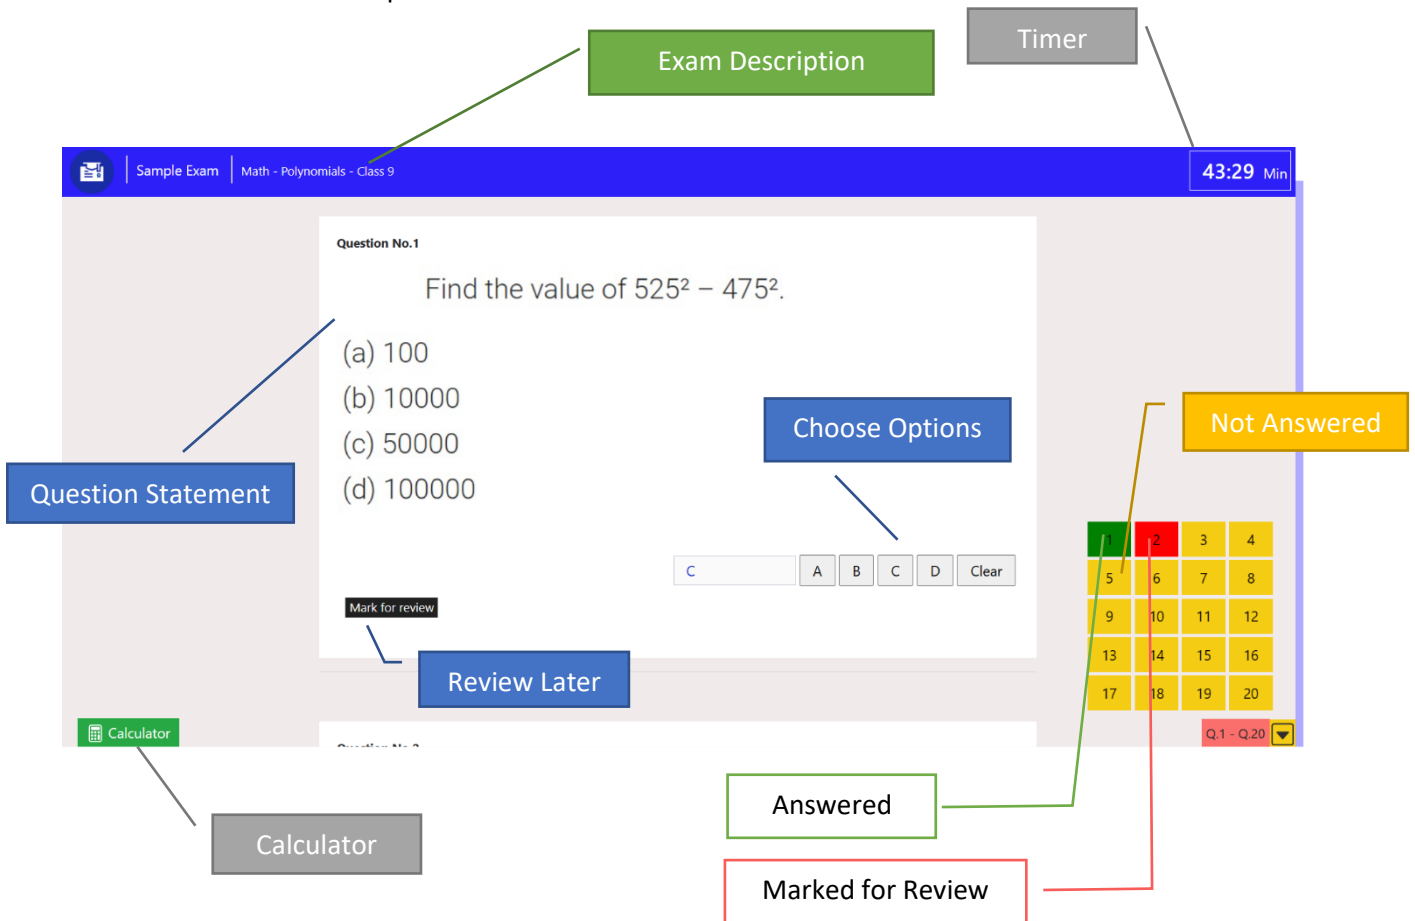 Timer
Exam Description
Sample Exam
Math - Polynomials - Class 9
43:29 Min
Question No.1
Find the value of 525² – 475².
(a) 100
(b) 10000
(c) 50000
(d) 100000
Choose Options
Not Answered
Question Statement
C
A B C D Clear
Mark for review
Review Later
1 2 3 4
5 6 7 8
9 10 11 12
13 14 15 16
17 18 19 20
Calculator
Q.1 - Q.20
Answered
Calculator
Marked for Review